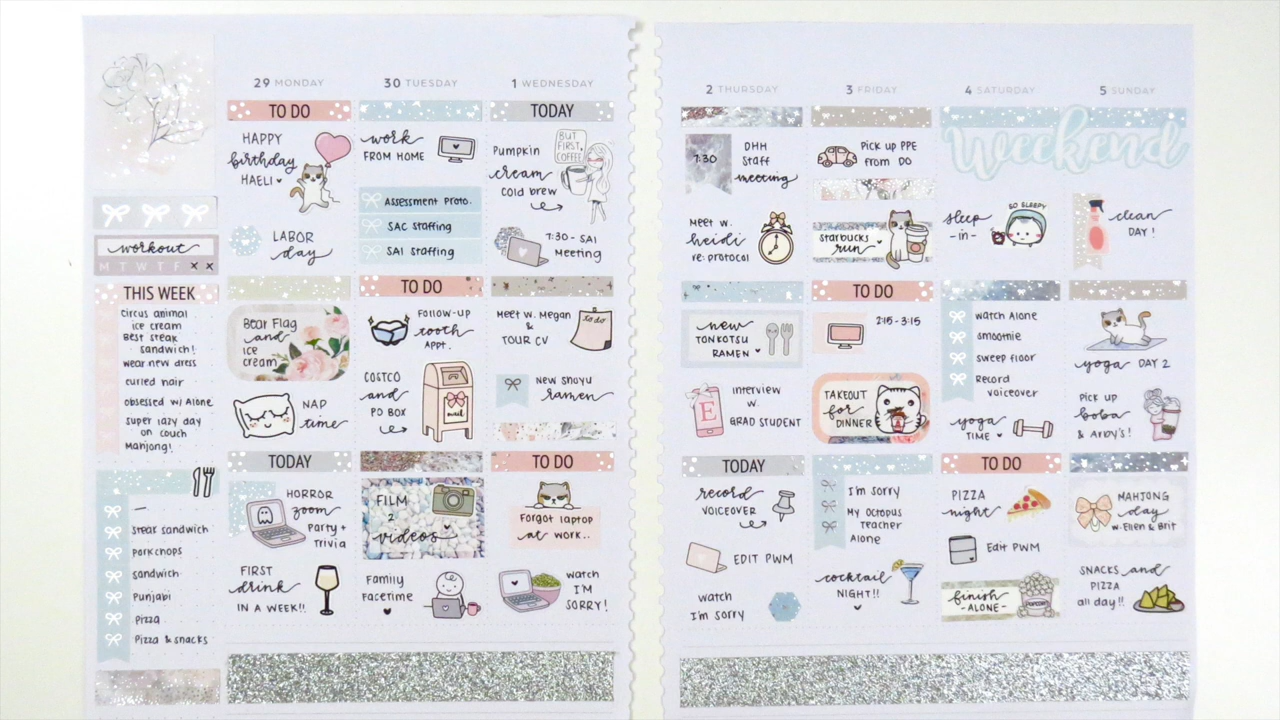 29 MONDAY
30 TUESDAY
1 WEDNESDAY
2 THURSDAY
3 FRIDAY
4 SATURDAY
5 SUNDAY
workout
M T W T F X X
THIS WEEK
circus animal
ice cream
Best steak
sandwich!
wear new dress
curled hair
obsessed w/ Alone
super lazy day
on couch
Mahjong!
—
steak sandwich
porkchops
sandwich
Punjabi
Pizza
Pizza & snacks
TO DO
HAPPY
birthday
HAELI
LABOR
day
Bear Flag
and
ice
cream
NAP
time
TODAY
HORROR
zoom
Party +
Trivia
FIRST
drink
IN A WEEK!!
work
FROM HOME
Assessment Proto.
SAC staffing
SAI staffing
TO DO
FOLLOW-UP
tooth
APPT.
COSTCO
and
PO BOX
mail
FILM
2
videos
Family
Facetime
TODAY
BUT
FIRST,
COFFEE
Pumpkin
cream
cold brew
7:30 - SAI
Meeting
Meet w. Megan
&
TOUR CV
To do
New shoyu
ramen
TO DO
Forgot laptop
at work..
watch
I'M
SORRY!
7:30
DHH
Staff
meeting
Meet w.
heidi
re: protocol
new
TONKOTSU
RAMEN
E
interview
w.
GRAD STUDENT
TODAY
record
VOICEOVER
EDIT PWM
watch
I'm sorry
Pick up PPE
from DO
Starbucks
run
TO DO
2:15 - 3:15
TAKEOUT
for
DINNER
I'm sorry
My Octopus
Teacher
Alone
cocktail
NIGHT!!
Weekend
sleep
- in -
SO SLEEPY
watch Alone
smoothie
sweep floor
Record
voiceover
yoga
TIME
TO DO
PIZZA
night
Edit PWM
finish
- ALONE -
POPCORN
clean
DAY!
yoga DAY 2
Pick up
boba
& Arby's!
MAHJONG
day
w. Ellen & Brit
SNACKS and
PIZZA
all day!!